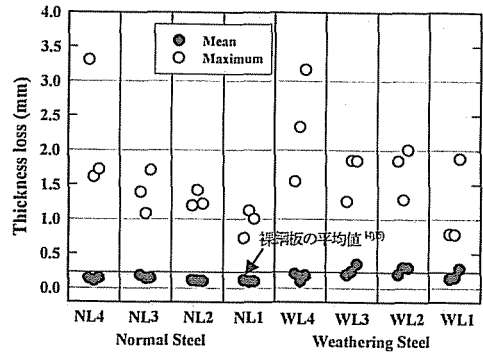 4.0
3.5
3.0
2.5
2.0
1.5
1.0
0.5
0.0
Thickness loss (mm)
Mean
Maximum
裸鋼板の平均値
NL4 NL3 NL2 NL1 WL4 WL3 WL2 WL1
Normal Steel Weathering Steel